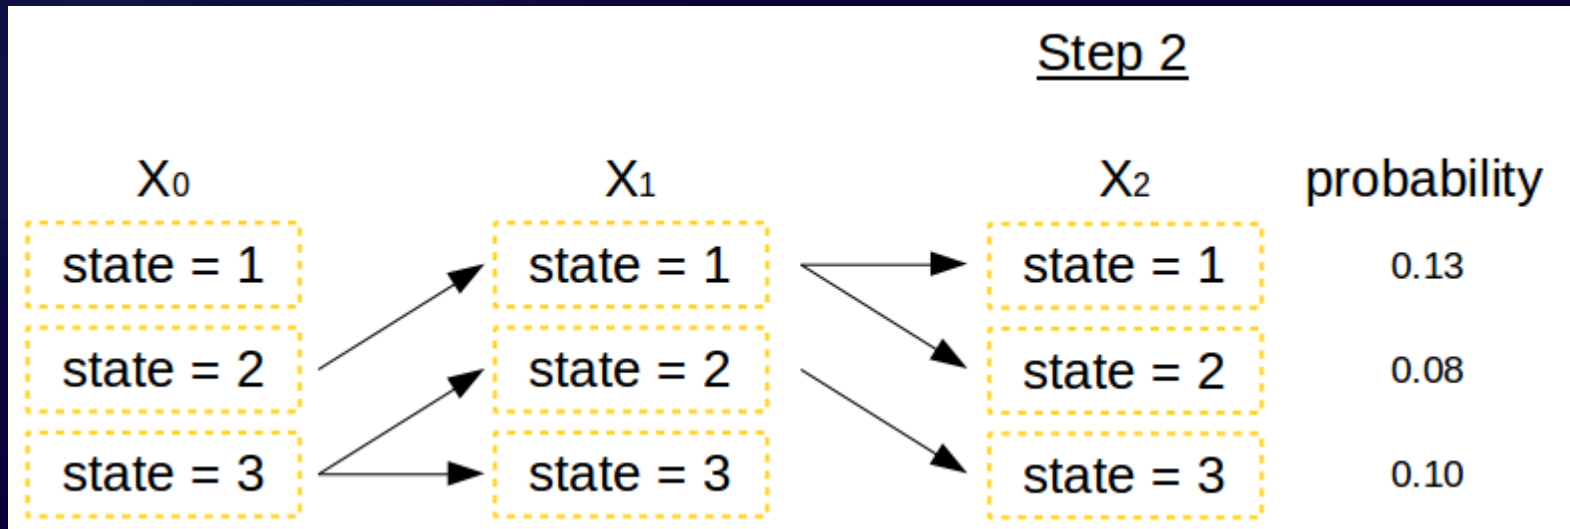 Step 2
X0 X1 X2 probability
state = 1 state = 1 state = 1 0.13
state = 2 state = 2 state = 2 0.08
state = 3 state = 3 state = 3 0.10